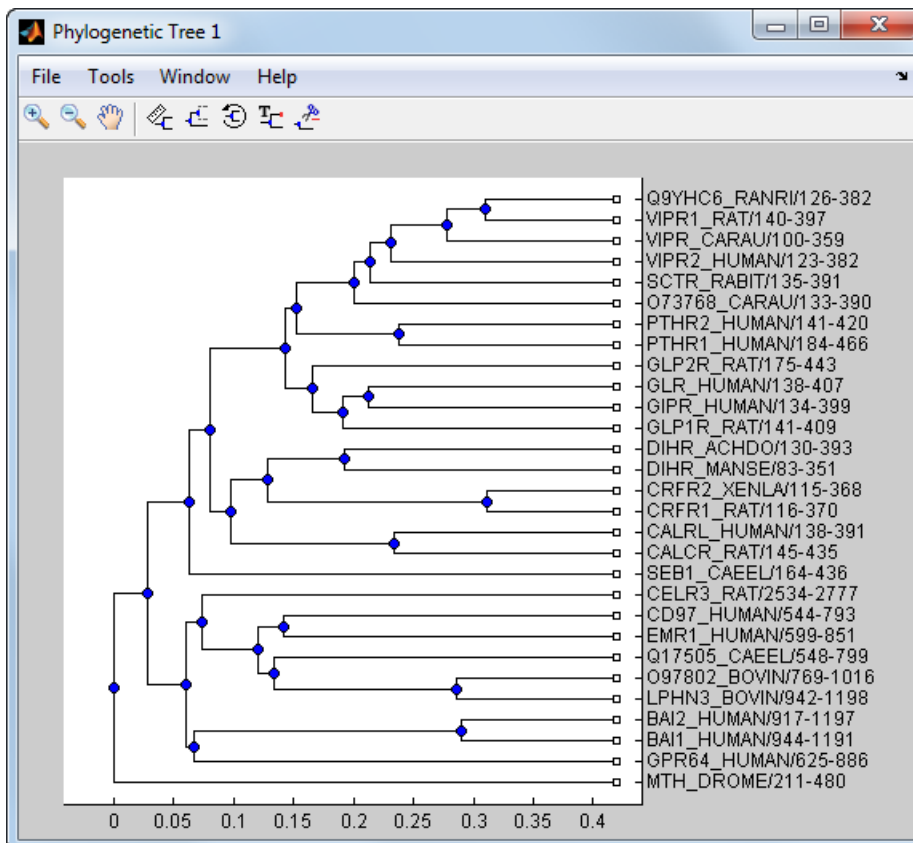 Phylogenetic Tree 1
File Tools Window Help
Q9YHC6_RANRI/126-382
VIPR1_RAT/140-397
VIPR_CARAU/100-359
VIPR2_HUMAN/123-382
SCTR_RABIT/135-391
O73768_CARAU/133-390
PTHR2_HUMAN/141-420
PTHR1_HUMAN/184-466
GLP2R_RAT/175-443
GLR_HUMAN/138-407
GIPR_HUMAN/134-399
GLP1R_RAT/141-409
DIHR_ACHDO/130-393
DIHR_MANSE/83-351
CRFR2_XENLA/115-368
CRFR1_RAT/116-370
CALRL_HUMAN/138-391
CALCR_RAT/145-435
SEB1_CAEEL/164-436
CELR3_RAT/2534-2777
CD97_HUMAN/544-793
EMR1_HUMAN/599-851
Q17505_CAEEL/548-799
O97802_BOVIN/769-1016
LPHN3_BOVIN/942-1198
BAI2_HUMAN/917-1197
BAI1_HUMAN/944-1191
GPR64_HUMAN/625-886
MTH_DROME/211-480
0 0.05 0.1 0.15 0.2 0.25 0.3 0.35 0.4